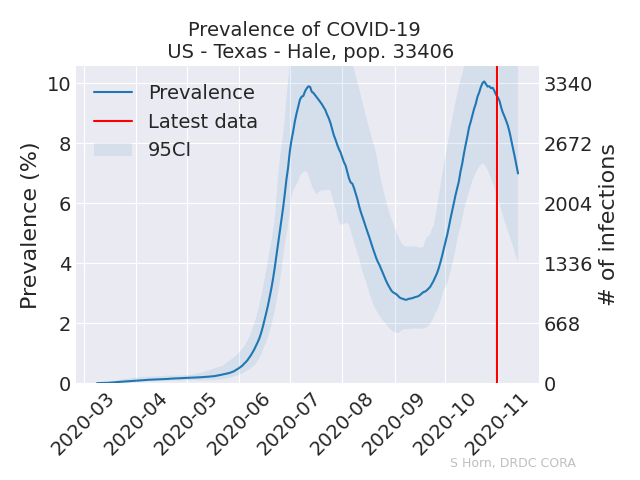 Prevalence of COVID-19
US - Texas - Hale, pop. 33406
Prevalence
Latest data
95CI
Prevalence (%)
10
8
6
4
2
0
3340
2672
2004
1336
668
0
# of infections
2020-03
2020-04
2020-05
2020-06
2020-07
2020-08
2020-09
2020-10
2020-11
S Horn, DRDC CORA